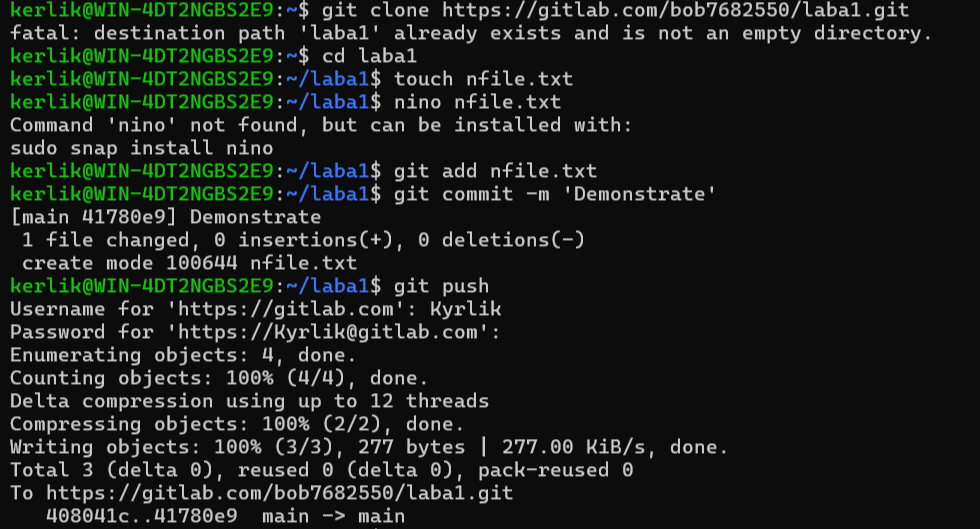 kerlik@WIN-4DT2NGBS2E9:~$ git clone https://gitlab.com/bob7682550/laba1.git
fatal: destination path 'laba1' already exists and is not an empty directory.
kerlik@WIN-4DT2NGBS2E9:~$ cd laba1
kerlik@WIN-4DT2NGBS2E9:~/laba1$ touch nfile.txt
kerlik@WIN-4DT2NGBS2E9:~/laba1$ nino nfile.txt
Command 'nino' not found, but can be installed with:
sudo snap install nino
kerlik@WIN-4DT2NGBS2E9:~/laba1$ git add nfile.txt
kerlik@WIN-4DT2NGBS2E9:~/laba1$ git commit -m 'Demonstrate'
[main 41780e9] Demonstrate
 1 file changed, 0 insertions(+), 0 deletions(-)
 create mode 100644 nfile.txt
kerlik@WIN-4DT2NGBS2E9:~/laba1$ git push
Username for 'https://gitlab.com': Kyrlik
Password for 'https://Kyrlik@gitlab.com':
Enumerating objects: 4, done.
Counting objects: 100% (4/4), done.
Delta compression using up to 12 threads
Compressing objects: 100% (2/2), done.
Writing objects: 100% (3/3), 277 bytes | 277.00 KiB/s, done.
Total 3 (delta 0), reused 0 (delta 0), pack-reused 0
To https://gitlab.com/bob7682550/laba1.git
   408041c..41780e9  main -> main